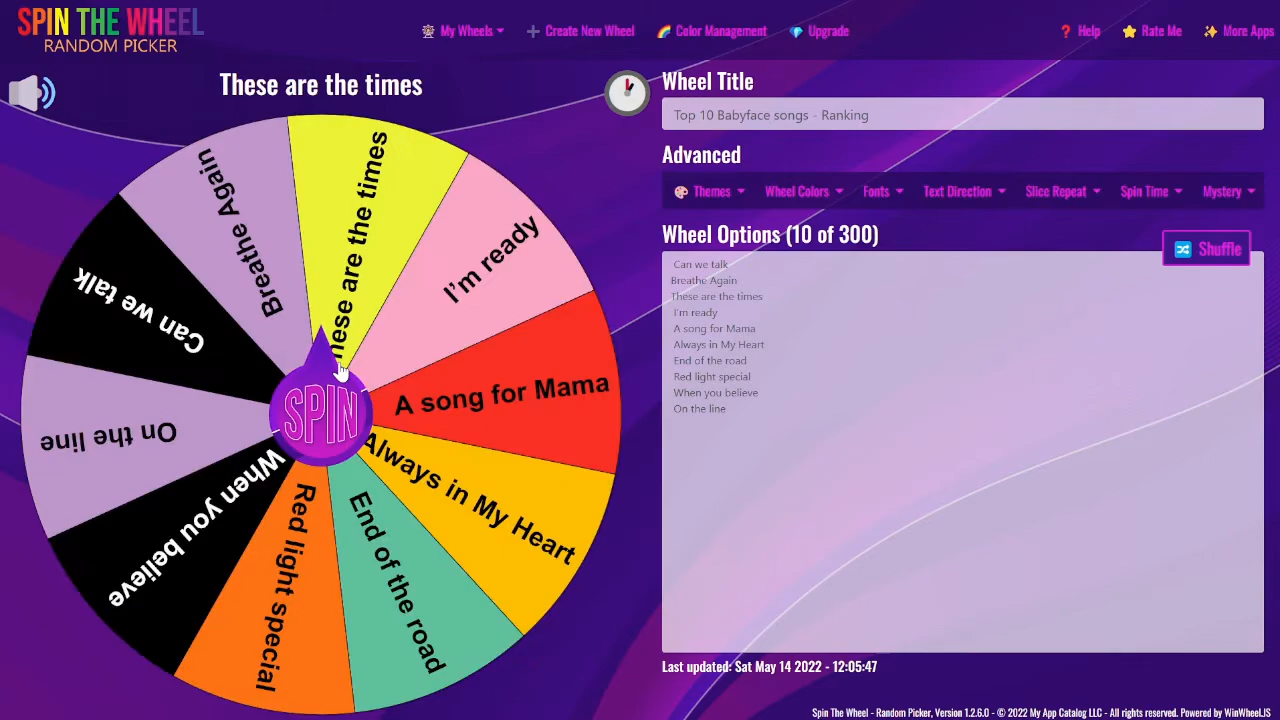 SPIN THE WHEEL
RANDOM PICKER
My Wheels
Create New Wheel
Color Management
Upgrade
Help
Rate Me
More Apps
These are the times
Wheel Title
Top 10 Babyface songs - Ranking
Advanced
Themes
Wheel Colors
Fonts
Text Direction
Slice Repeat
Spin Time
Mystery
Wheel Options (10 of 300)
Shuffle
Can we talk
Breathe Again
These are the times
I'm ready
A song for Mama
Always in My Heart
End of the road
Red light special
When you believe
On the line
Last updated: Sat May 14 2022 - 12:05:47
hese are the times
I'm ready
A song for Mama
Always in My Heart
End of the road
Red light special
When you believe
On the line
Can we talk
Breathe Again
SPIN
Spin The Wheel - Random Picker, Version 1.2.6.0 - © 2022 My App Catalog LLC - All rights reserved. Powered by WinWheelJS